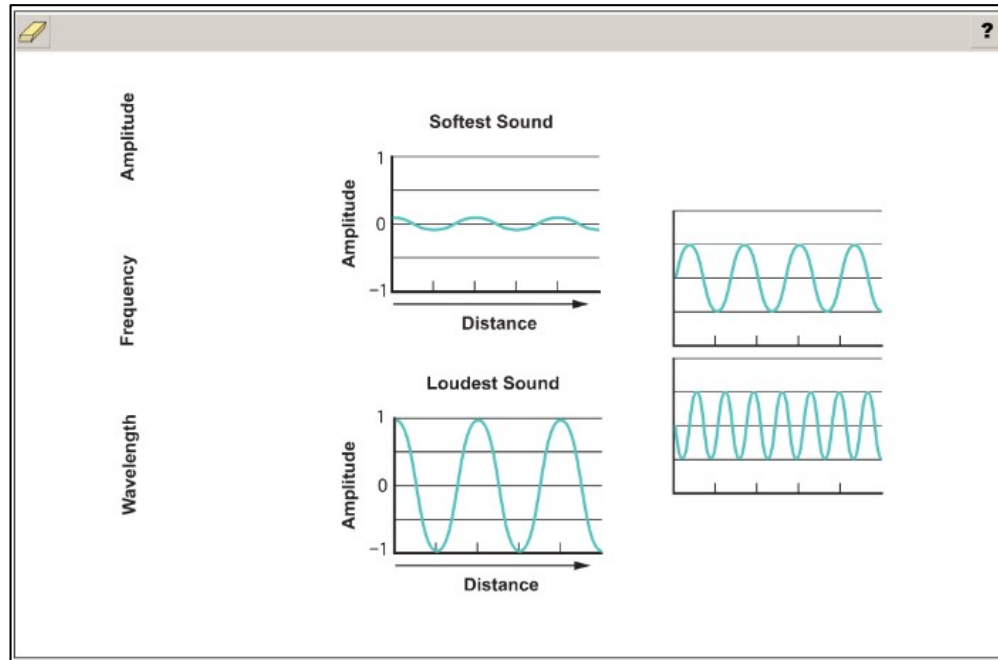 ?
Amplitude
Frequency
Wavelength
Softest Sound
Amplitude
1
0
−1
Distance
Loudest Sound
Amplitude
1
0
−1
Distance